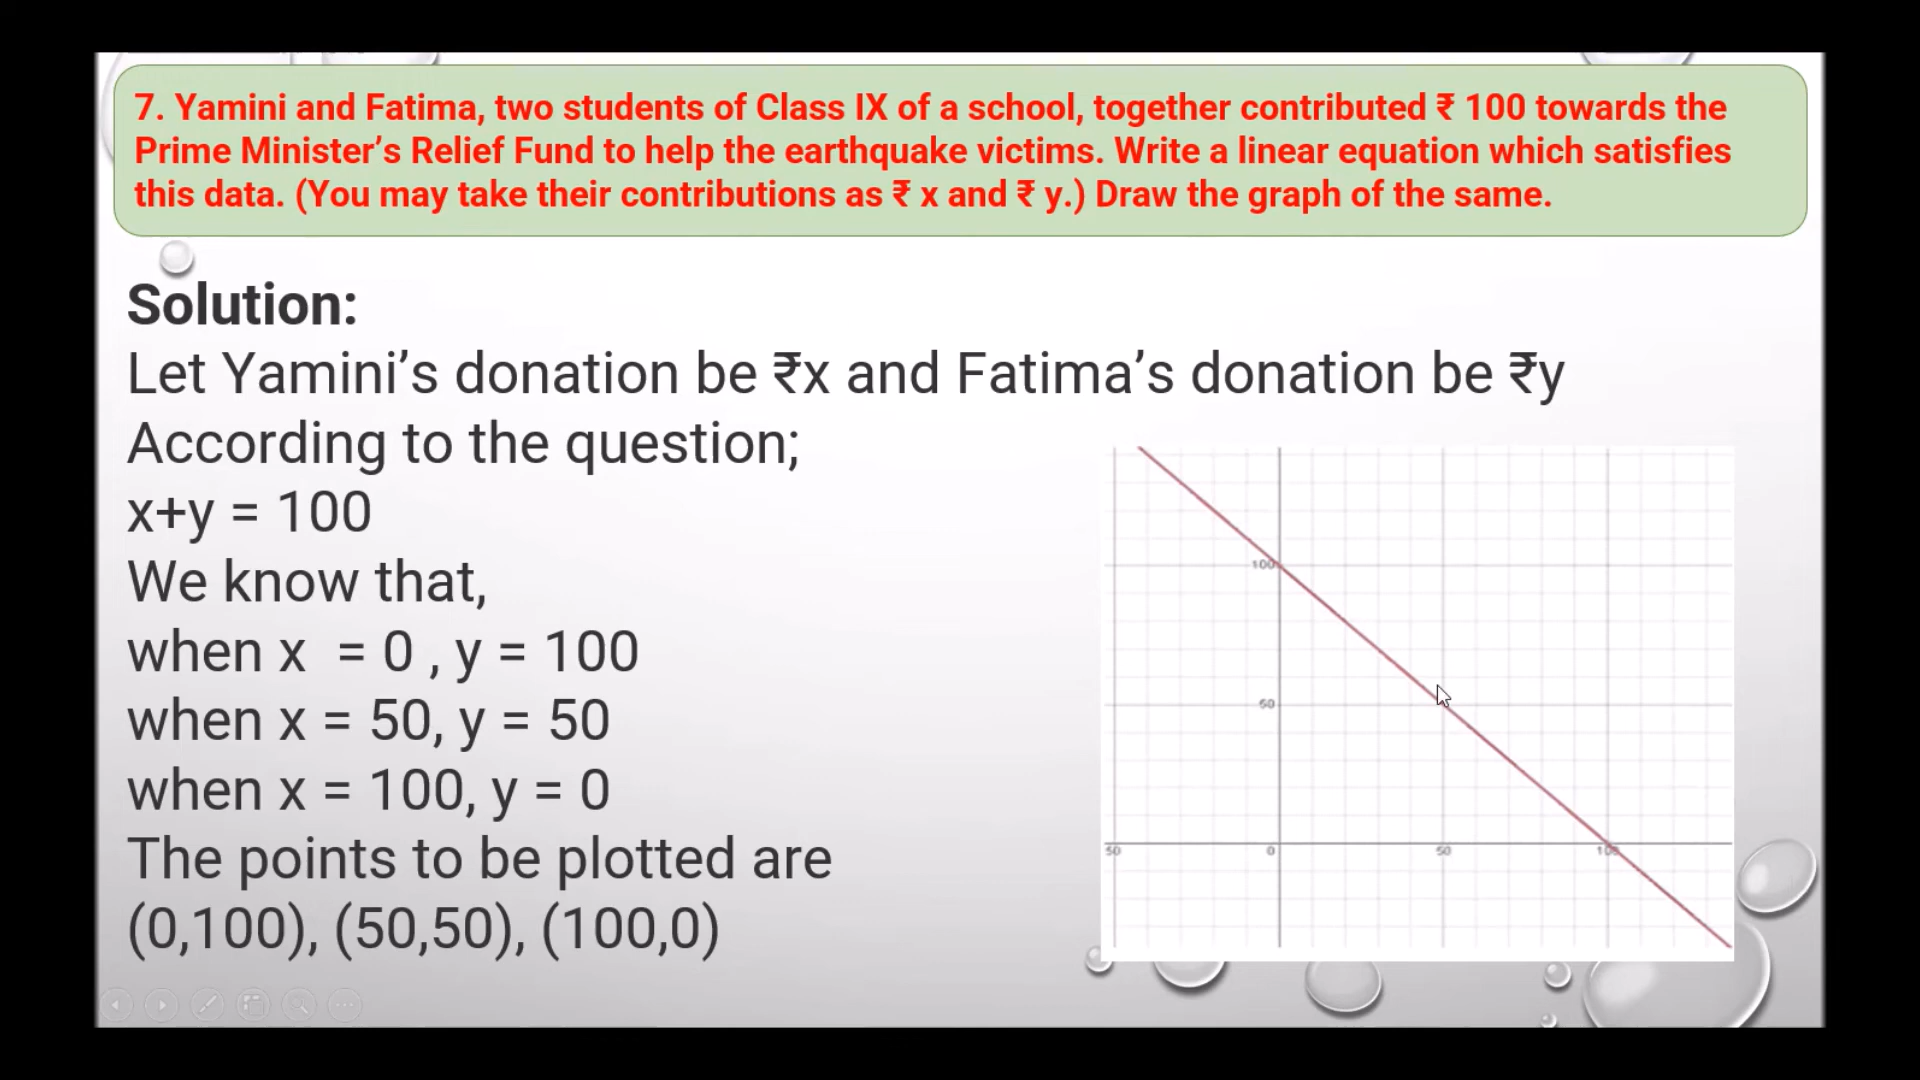 7. Yamini and Fatima, two students of Class IX of a school, together contributed ₹ 100 towards the
Prime Minister’s Relief Fund to help the earthquake victims. Write a linear equation which satisfies
this data. (You may take their contributions as ₹ x and ₹ y.) Draw the graph of the same.
Solution:
Let Yamini’s donation be ₹x and Fatima’s donation be ₹y
According to the question;
x+y = 100
We know that,
when x  = 0 , y = 100
when x = 50, y = 50
when x = 100, y = 0
The points to be plotted are
(0,100), (50,50), (100,0)
100
50
50 0 50 100